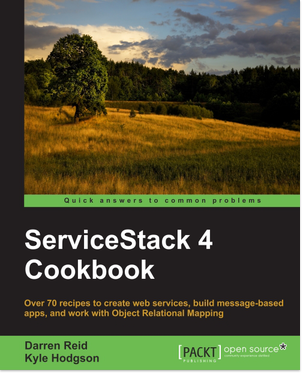 Quick answers to common problems
ServiceStack 4
Cookbook
Over 70 recipes to create web services, build message-based
apps, and work with Object Relational Mapping
Darren Reid
Kyle Hodgson
[PACKT] open source*
PUBLISHING